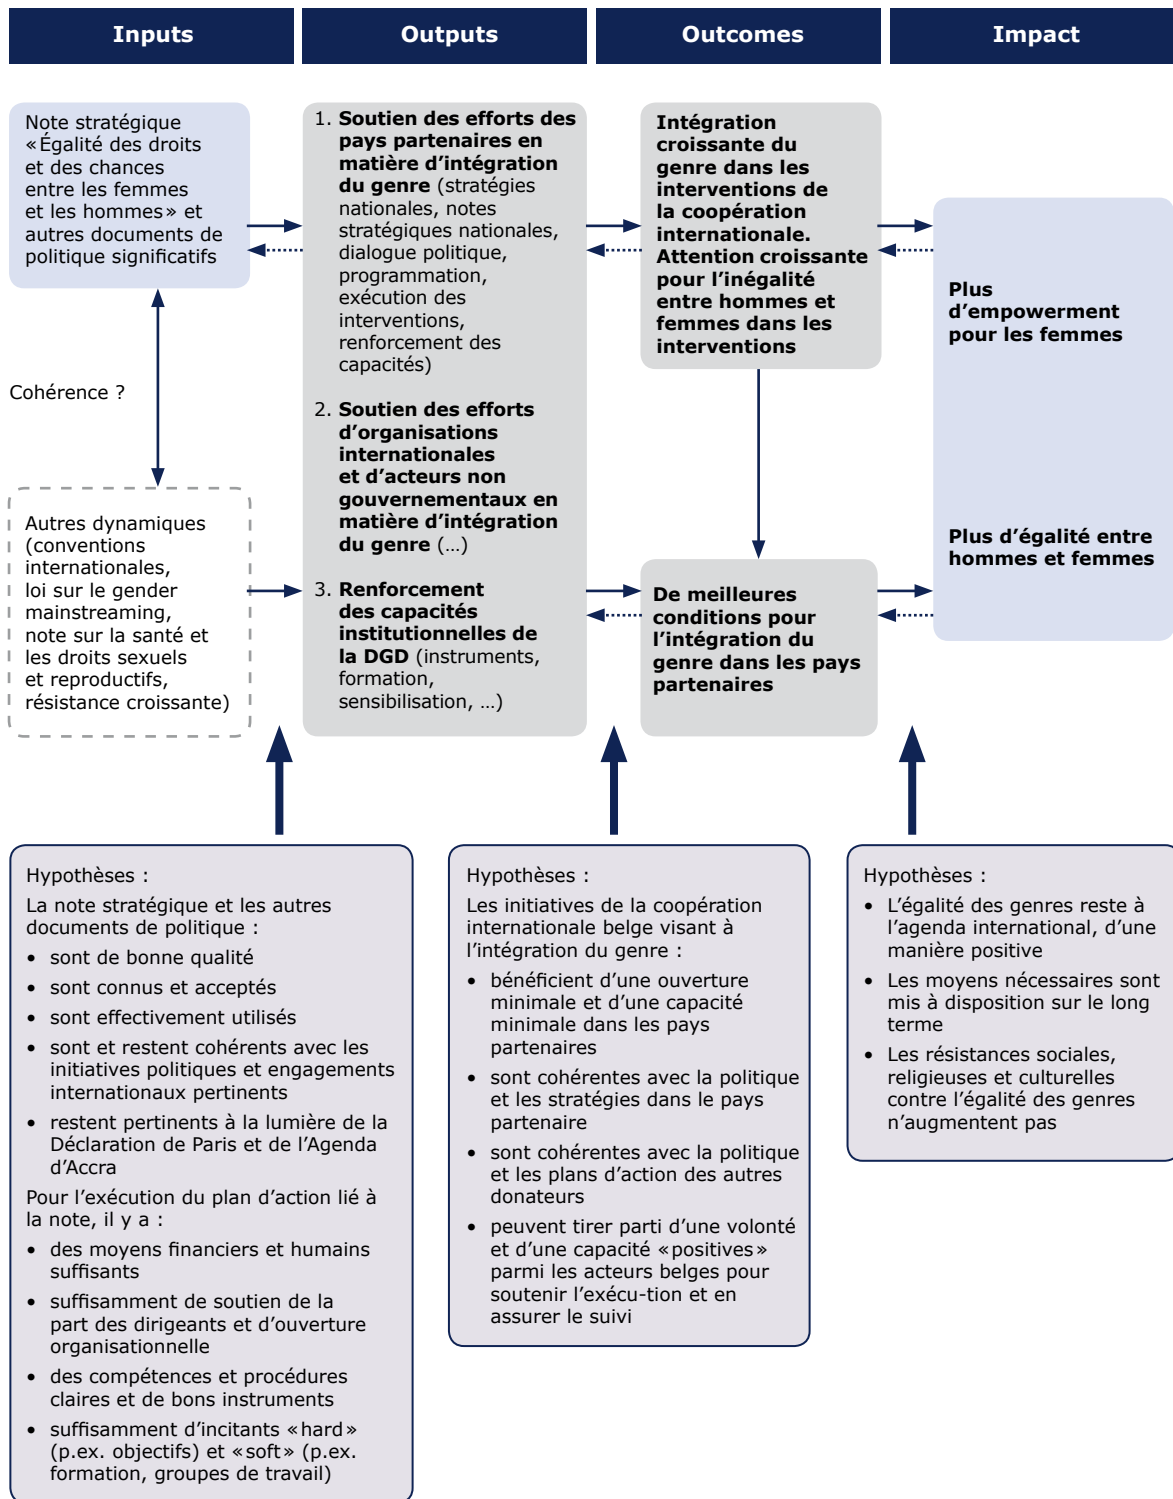 Inputs
Outputs
Outcomes
Impact
Note stratégique
«Égalité des droits
et des chances
entre les femmes
et les hommes» et
autres documents de
politique significatifs
Cohérence ?
Autres dynamiques
(conventions
internationales,
loi sur le gender
mainstreaming,
note sur la santé et
les droits sexuels
et reproductifs,
résistance croissante)
1. Soutien des efforts des
pays partenaires en
matière d’intégration
du genre (stratégies
nationales, notes
stratégiques nationales,
dialogue politique,
programmation,
exécution des
interventions,
renforcement des
capacités)
2. Soutien des efforts
d’organisations
internationales
et d’acteurs non
gouvernementaux en
matière d’intégration
du genre (…)
3. Renforcement
des capacités
institutionnelles de
la DGD (instruments,
formation,
sensibilisation, …)
Intégration
croissante du
genre dans les
interventions de
la coopération
internationale.
Attention croissante
pour l’inégalité
entre hommes et
femmes dans les
interventions
De meilleures
conditions pour
l’intégration du
genre dans les pays
partenaires
Plus
d’empowerment
pour les femmes
Plus d’égalité entre
hommes et femmes
Hypothèses :
La note stratégique et les autres
documents de politique :
• sont de bonne qualité
• sont connus et acceptés
• sont effectivement utilisés
• sont et restent cohérents avec les
initiatives politiques et engagements
internationaux pertinents
• restent pertinents à la lumière de la
Déclaration de Paris et de l’Agenda
d’Accra
Pour l’exécution du plan d’action lié à
la note, il y a :
• des moyens financiers et humains
suffisants
• suffisamment de soutien de la
part des dirigeants et d’ouverture
organisationnelle
• des compétences et procédures
claires et de bons instruments
• suffisamment d’incitants «hard»
(p.ex. objectifs) et «soft» (p.ex.
formation, groupes de travail)
Hypothèses :
Les initiatives de la coopération
internationale belge visant à
l’intégration du genre :
• bénéficient d’une ouverture
minimale et d’une capacité
minimale dans les pays
partenaires
• sont cohérentes avec la politique
et les stratégies dans le pays
partenaire
• sont cohérentes avec la politique
et les plans d’action des autres
donateurs
• peuvent tirer parti d’une volonté
et d’une capacité «positives»
parmi les acteurs belges pour
soutenir l’exécu-tion et en
assurer le suivi
Hypothèses :
• L’égalité des genres reste à
l’agenda international, d’une
manière positive
• Les moyens nécessaires sont
mis à disposition sur le long
terme
• Les résistances sociales,
religieuses et culturelles
contre l’égalité des genres
n’augmentent pas